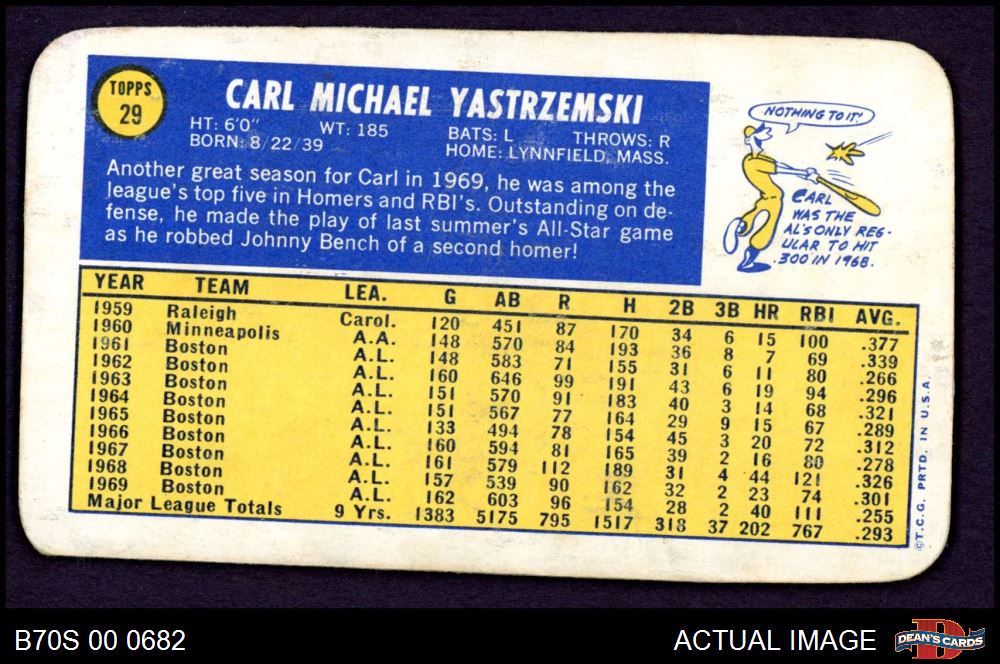 TOPPS
29
CARL MICHAEL YASTRZEMSKI
HT: 6'0" WT: 185 BATS: L THROWS: R
BORN: 8/22/39 HOME: LYNNFIELD, MASS.
Another great season for Carl in 1969, he was among the
league's top five in Homers and RBI's. Outstanding on de-
fense, he made the play of last summer's All-Star game
as he robbed Johnny Bench of a second homer!
NOTHING TO IT!
CARL
WAS THE
AL'S ONLY REG-
ULAR TO HIT
.300 IN 1968.
YEAR TEAM LEA. G AB R H 2B 3B HR RBI AVG.
1959 Raleigh Carol. 120 451 87 170 34 6 15 100 .377
1960 Minneapolis A.A. 148 570 84 193 36 8 7 69 .339
1961 Boston A.L. 148 583 71 155 31 6 11 80 .266
1962 Boston A.L. 160 646 99 191 43 6 19 94 .296
1963 Boston A.L. 151 570 91 183 40 3 14 68 .321
1964 Boston A.L. 151 567 77 164 29 9 15 67 .289
1965 Boston A.L. 133 494 78 154 45 3 20 72 .312
1966 Boston A.L. 160 594 81 165 39 2 16 80 .278
1967 Boston A.L. 161 579 112 189 31 4 44 121 .326
1968 Boston A.L. 157 539 90 162 32 2 23 74 .301
1969 Boston A.L. 162 603 96 154 28 2 40 111 .255
Major League Totals 9 Yrs. 1383 5175 795 1517 318 37 202 767 .293
©T.C.G. PRTD. IN U.S.A.
B70S 00 0682
ACTUAL IMAGE
D
DEAN'S CARDS